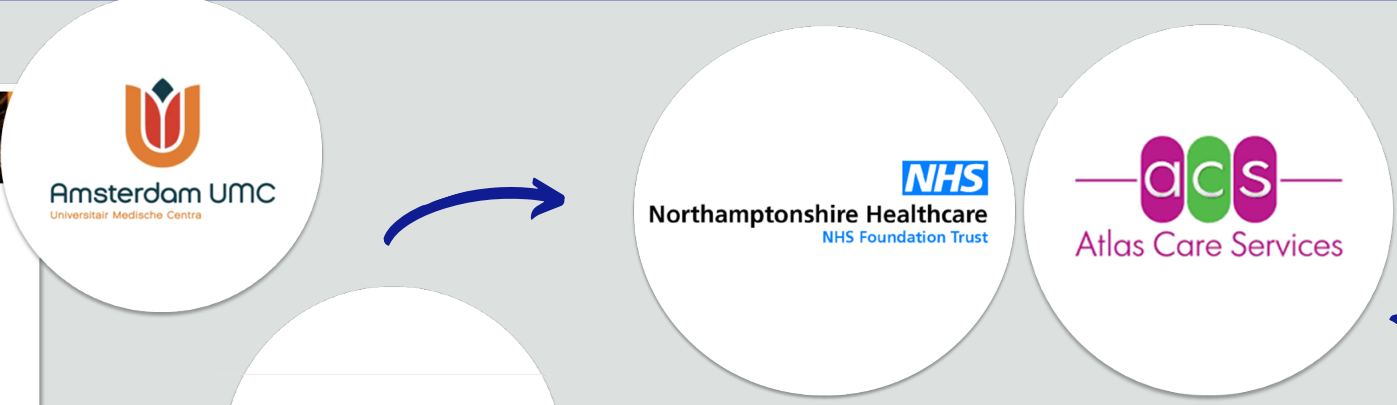 Amsterdam UMC
Universitair Medische Centra
NHS
Northamptonshire Healthcare
NHS Foundation Trust
acs
Atlas Care Services